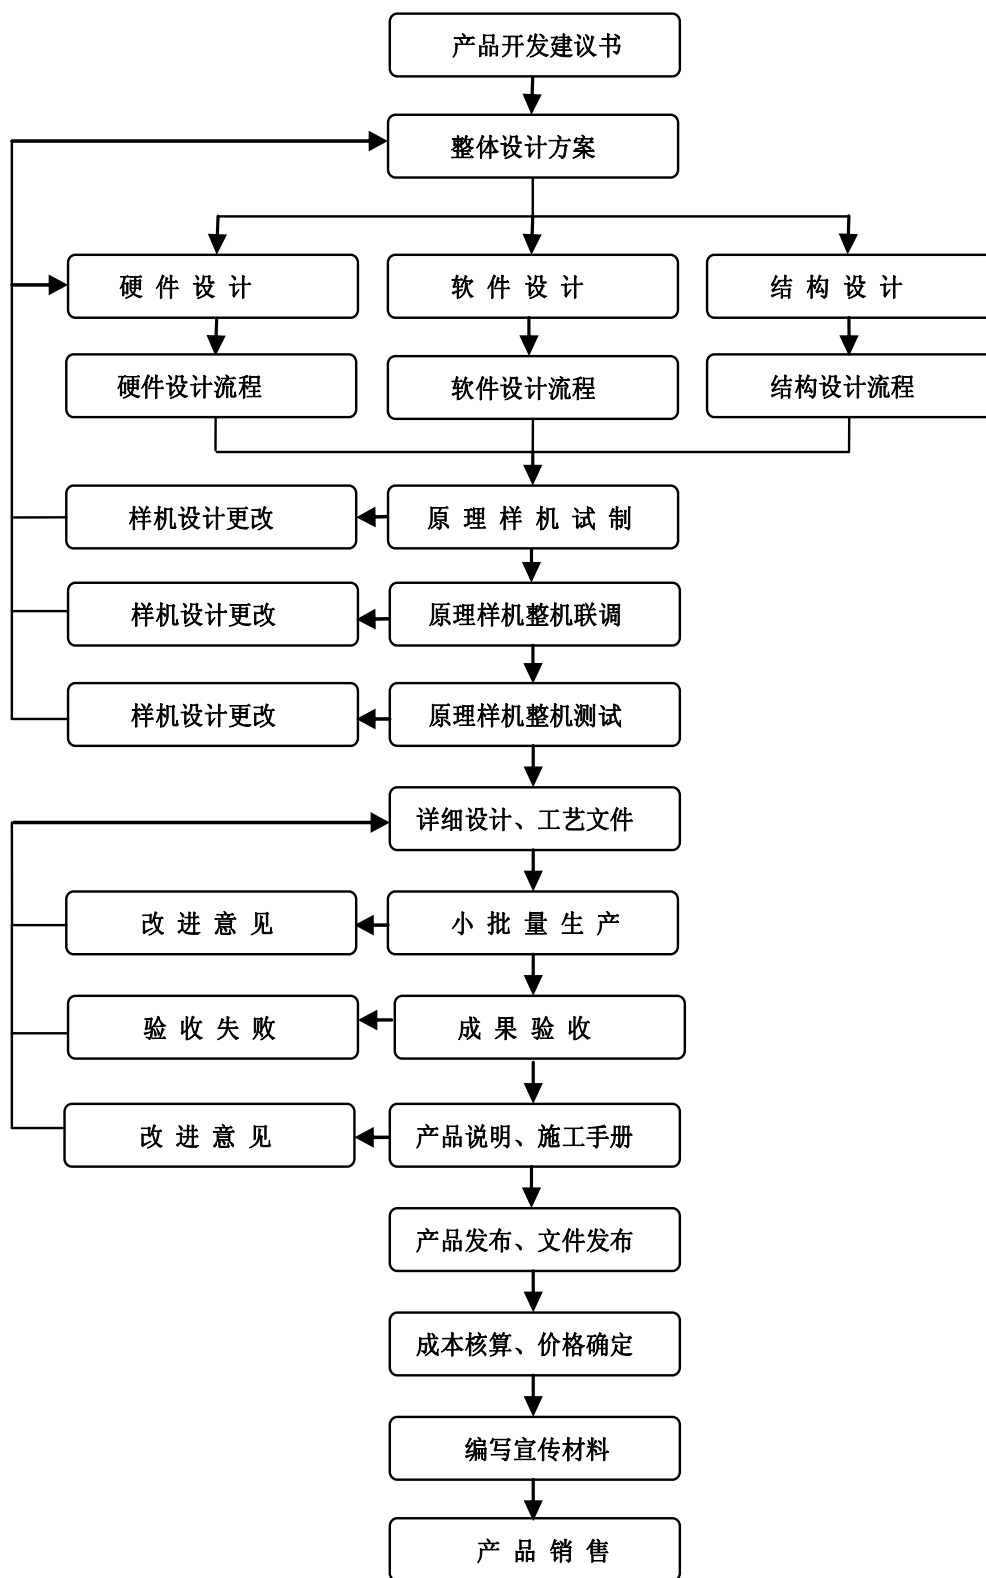 产品开发建议书
整体设计方案
硬 件 设 计
软 件 设 计
结 构 设 计
硬件设计流程
软件设计流程
结构设计流程
样机设计更改
原 理 样 机 试 制
样机设计更改
原理样机整机联调
样机设计更改
原理样机整机测试
详细设计、工艺文件
改 进 意 见
小 批 量 生 产
验 收 失 败
成 果 验 收
改 进 意 见
产品说明、施工手册
产品发布、文件发布
成本核算、价格确定
编写宣传材料
产 品 销 售